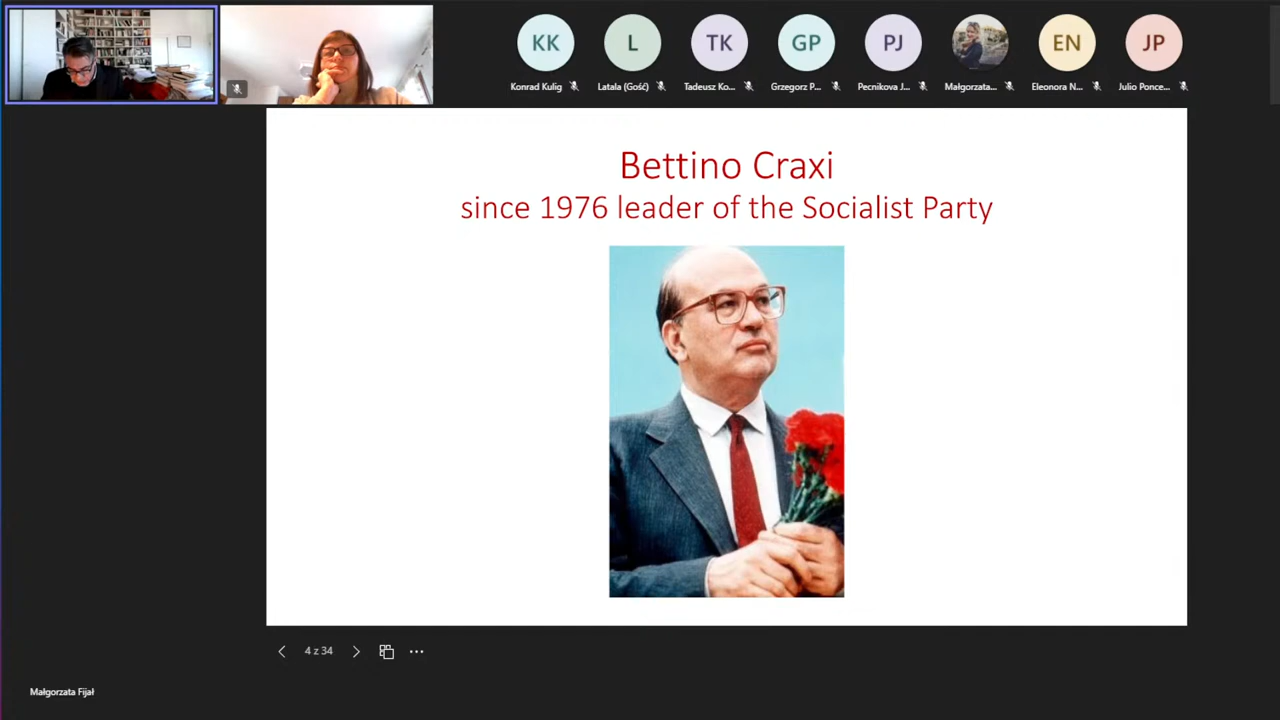 KK
L
TK
GP
PJ
EN
JP
Konrad Kulig
Latala (Gość)
Tadeusz Ko...
Grzegorz P...
Pecnikova J...
Małgorzata...
Eleonora N...
Julio Ponce...
Bettino Craxi
since 1976 leader of the Socialist Party
4 z 34
Małgorzata Fijał